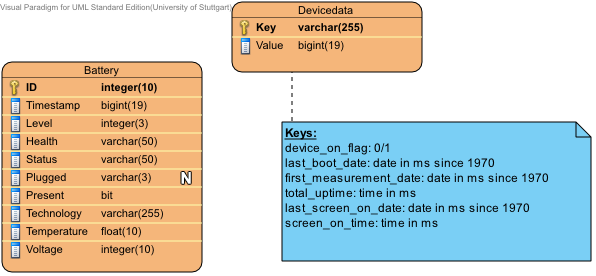 Visual Paradigm for UML Standard Edition(University of Stuttgart)
Devicedata
Key varchar(255)
Value bigint(19)
Battery
ID integer(10)
Timestamp bigint(19)
Level integer(3)
Health varchar(50)
Status varchar(50)
Plugged varchar(3) N
Present bit
Technology varchar(255)
Temperature float(10)
Voltage integer(10)
Keys:
device_on_flag: 0/1
last_boot_date: date in ms since 1970
first_measurement_date: date in ms since 1970
total_uptime: time in ms
last_screen_on_date: date in ms since 1970
screen_on_time: time in ms